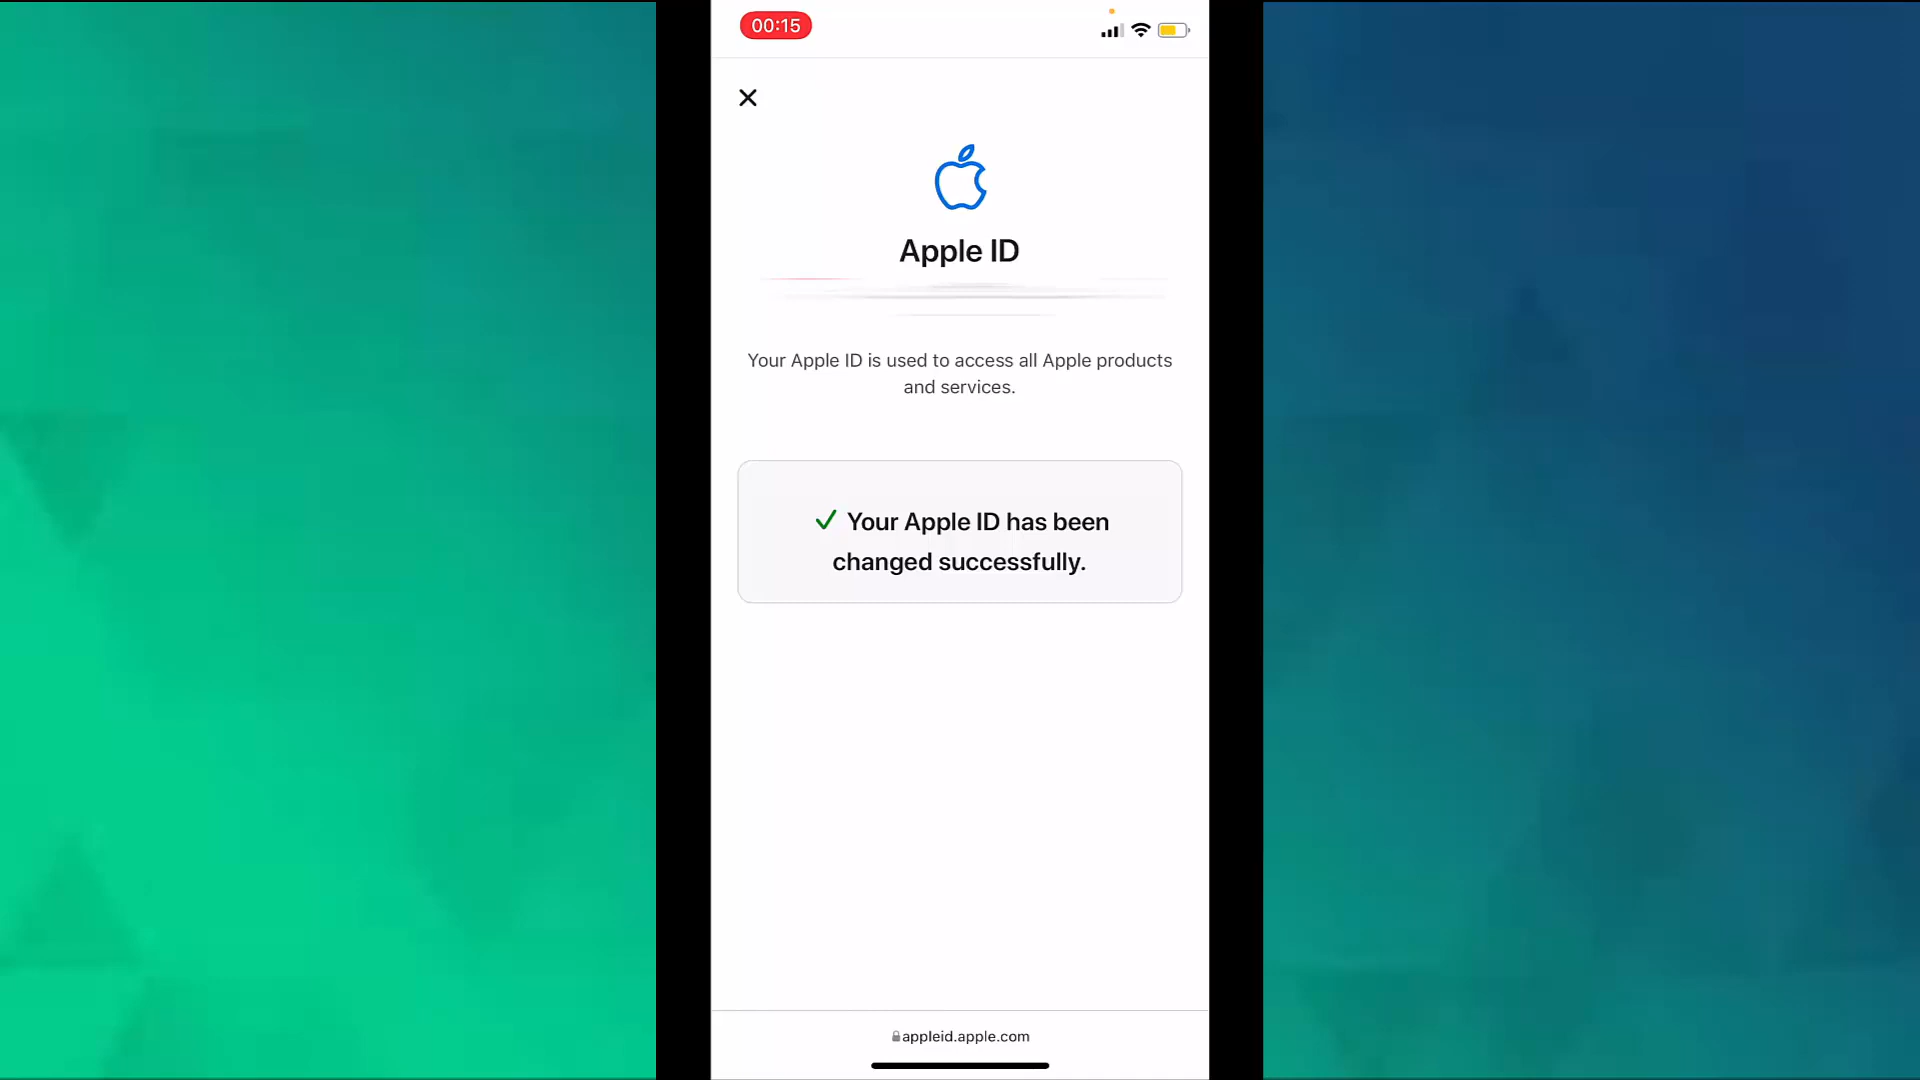 00:15
Apple ID
Your Apple ID is used to access all Apple products
and services.
✓ Your Apple ID has been
changed successfully.
appleid.apple.com